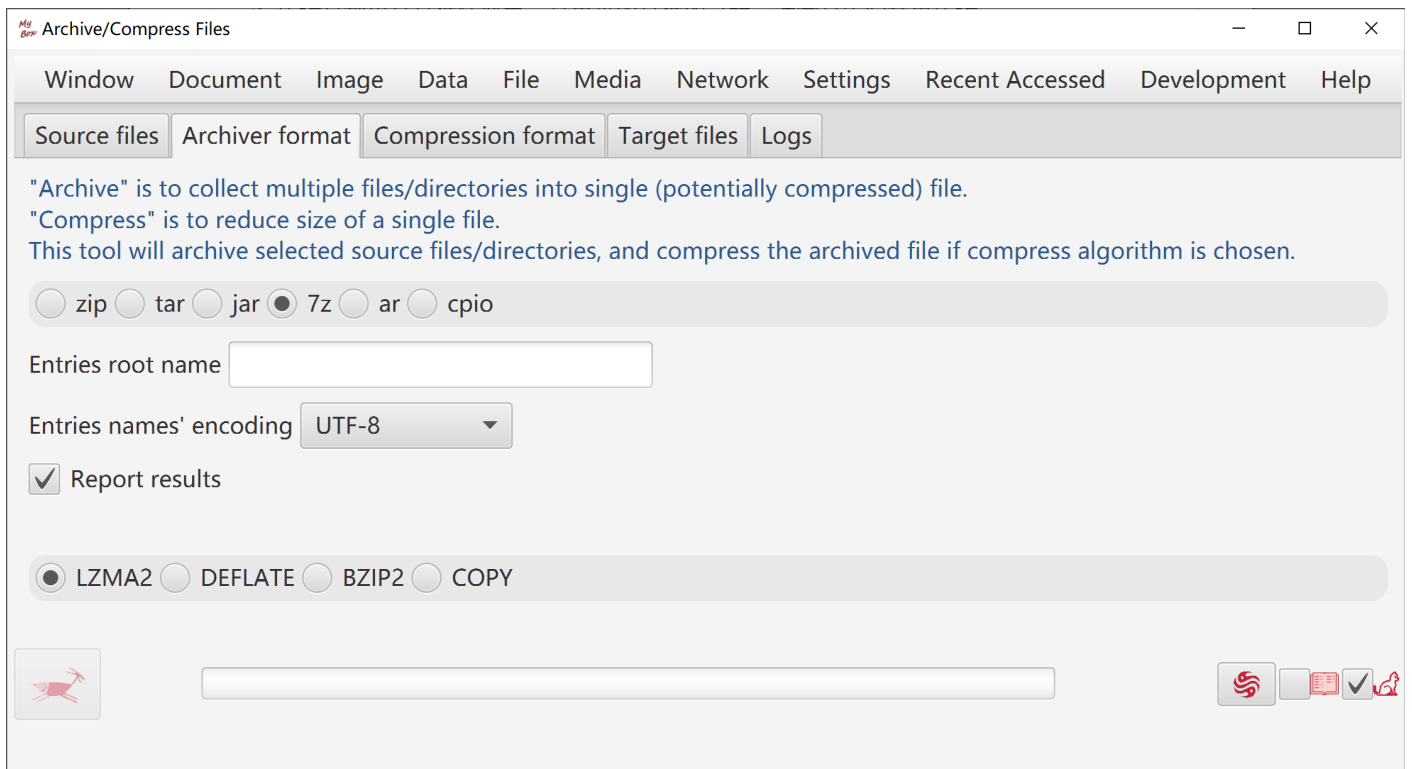 My Box Archive/Compress Files
Window Document Image Data File Media Network Settings Recent Accessed Development Help
Source files Archiver format Compression format Target files Logs
"Archive" is to collect multiple files/directories into single (potentially compressed) file.
"Compress" is to reduce size of a single file.
This tool will archive selected source files/directories, and compress the archived file if compress algorithm is chosen.
zip tar jar 7z ar cpio
Entries root name
Entries names' encoding UTF-8
Report results
LZMA2 DEFLATE BZIP2 COPY